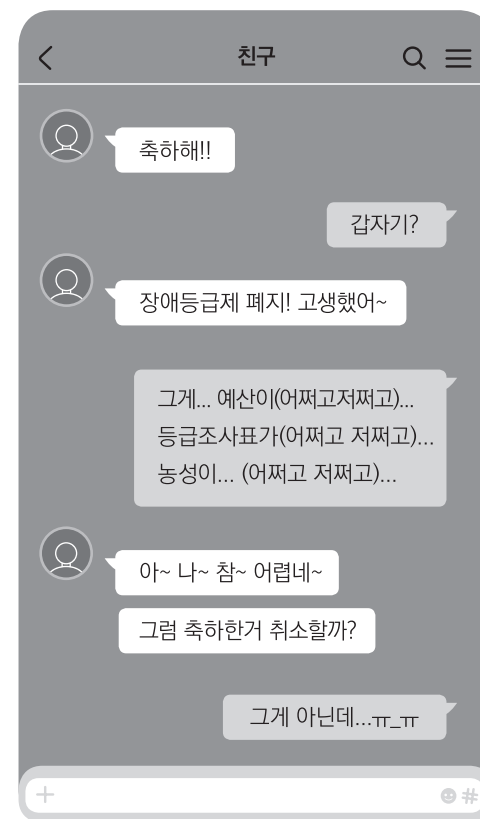 친구
축하해!!
갑자기?
장애등급제 폐지! 고생했어~
그게... 예산이(어쩌고저쩌고)...
등급조사표가(어쩌고 저쩌고)...
농성이... (어쩌고 저쩌고)...
아~ 나~ 참~ 어렵네~
그럼 축하한거 취소할까?
그게 아닌데...ㅠ_ㅠ